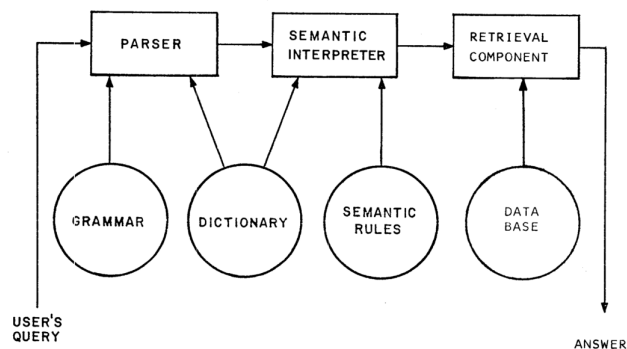 PARSER
SEMANTIC
INTERPRETER
RETRIEVAL
COMPONENT
GRAMMAR
DICTIONARY
SEMANTIC
RULES
DATA
BASE
USER'S
QUERY
ANSWER